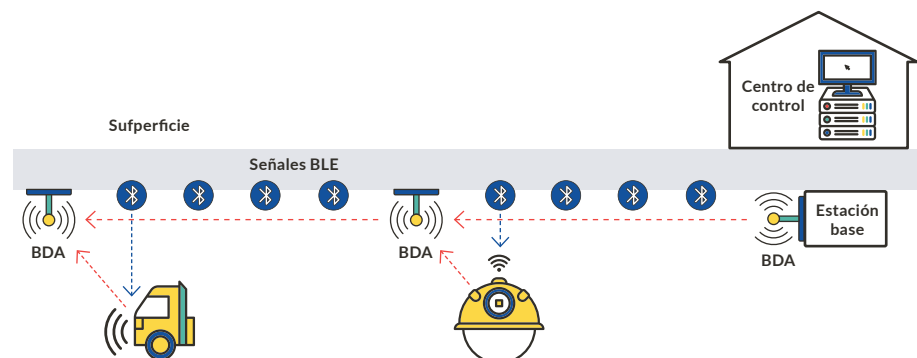 Centro de
control
Sufperficie
Señales BLE
BDA
BDA
BDA
Estación
base